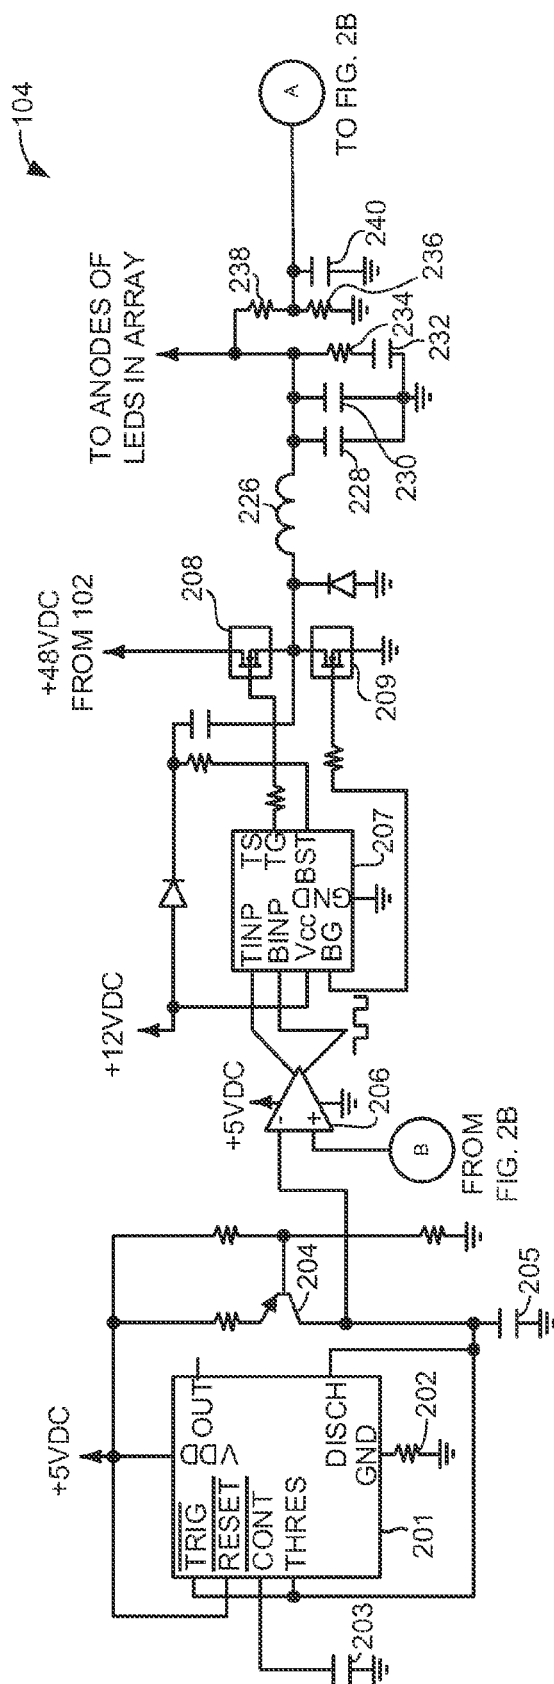 104
+5VDC
VDD
OUT
TRIG
RESET
CONT
THRES
DISCH
GND
201
202
203
204
205
+5VDC
-
+
206
B
FROM
FIG. 2B
+12VDC
TINP
BINP
Vcc
BG
GND
TS
TG
BST
207
+48VDC
FROM 102
208
209
226
228
230
232
234
236
238
240
TO ANODES OF
LEDS IN ARRAY
A
TO FIG. 2B